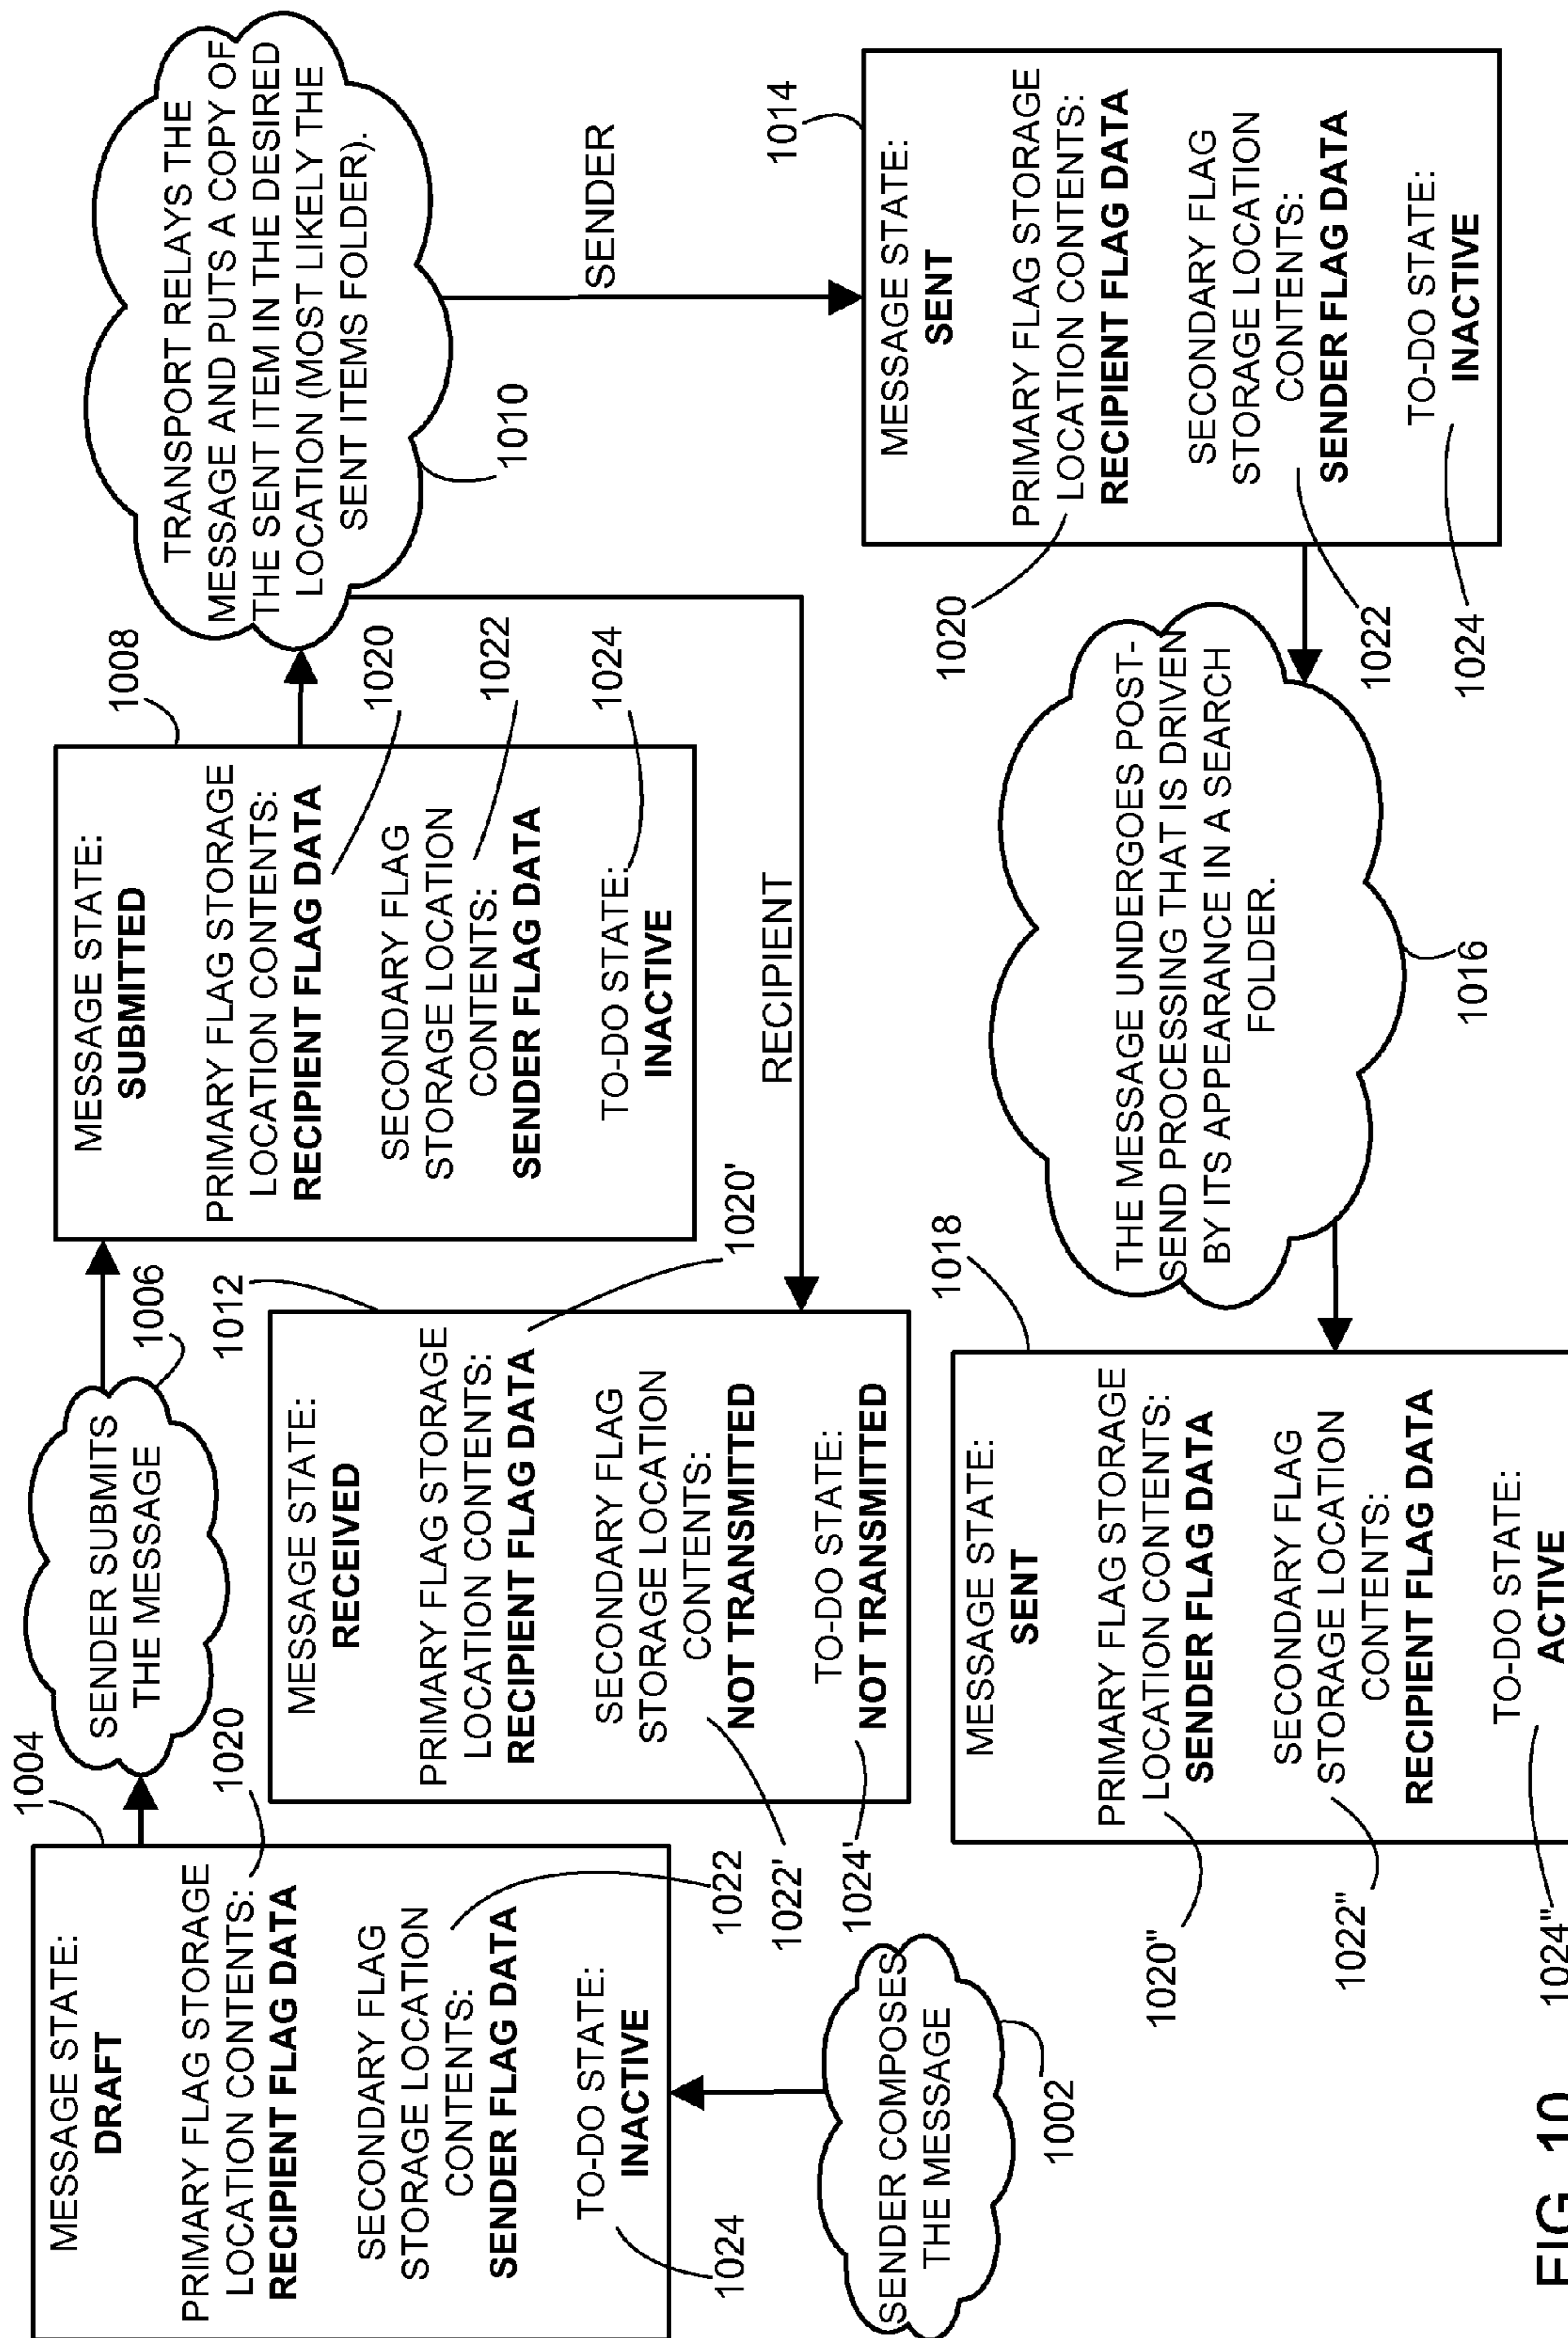 MESSAGE STATE:
DRAFT
PRIMARY FLAG STORAGE
LOCATION CONTENTS:
RECIPIENT FLAG DATA
SECONDARY FLAG
STORAGE LOCATION
CONTENTS:
SENDER FLAG DATA
TO-DO STATE:
INACTIVE
1004
1020
1022
1024
SENDER COMPOSES
THE MESSAGE
1002
SENDER SUBMITS
THE MESSAGE
1006
MESSAGE STATE:
SUBMITTED
PRIMARY FLAG STORAGE
LOCATION CONTENTS:
RECIPIENT FLAG DATA
SECONDARY FLAG
STORAGE LOCATION
CONTENTS:
SENDER FLAG DATA
TO-DO STATE:
INACTIVE
1008
1020
1022
1024
TRANSPORT RELAYS THE
MESSAGE AND PUTS A COPY OF
THE SENT ITEM IN THE DESIRED
LOCATION (MOST LIKELY THE
SENT ITEMS FOLDER).
1010
RECIPIENT
SENDER
MESSAGE STATE:
RECEIVED
PRIMARY FLAG STORAGE
LOCATION CONTENTS:
RECIPIENT FLAG DATA
SECONDARY FLAG
STORAGE LOCATION
CONTENTS:
NOT TRANSMITTED
TO-DO STATE:
NOT TRANSMITTED
1012
1020'
1022'
1024'
MESSAGE STATE:
SENT
PRIMARY FLAG STORAGE
LOCATION CONTENTS:
RECIPIENT FLAG DATA
SECONDARY FLAG
STORAGE LOCATION
CONTENTS:
SENDER FLAG DATA
TO-DO STATE:
INACTIVE
1014
1020
1022
1024
THE MESSAGE UNDERGOES POST-
SEND PROCESSING THAT IS DRIVEN
BY ITS APPEARANCE IN A SEARCH
FOLDER.
1016
MESSAGE STATE:
SENT
PRIMARY FLAG STORAGE
LOCATION CONTENTS:
SENDER FLAG DATA
SECONDARY FLAG
STORAGE LOCATION
CONTENTS:
RECIPIENT FLAG DATA
TO-DO STATE:
ACTIVE
1018
1020"
1022"
1024"
FIG. 10